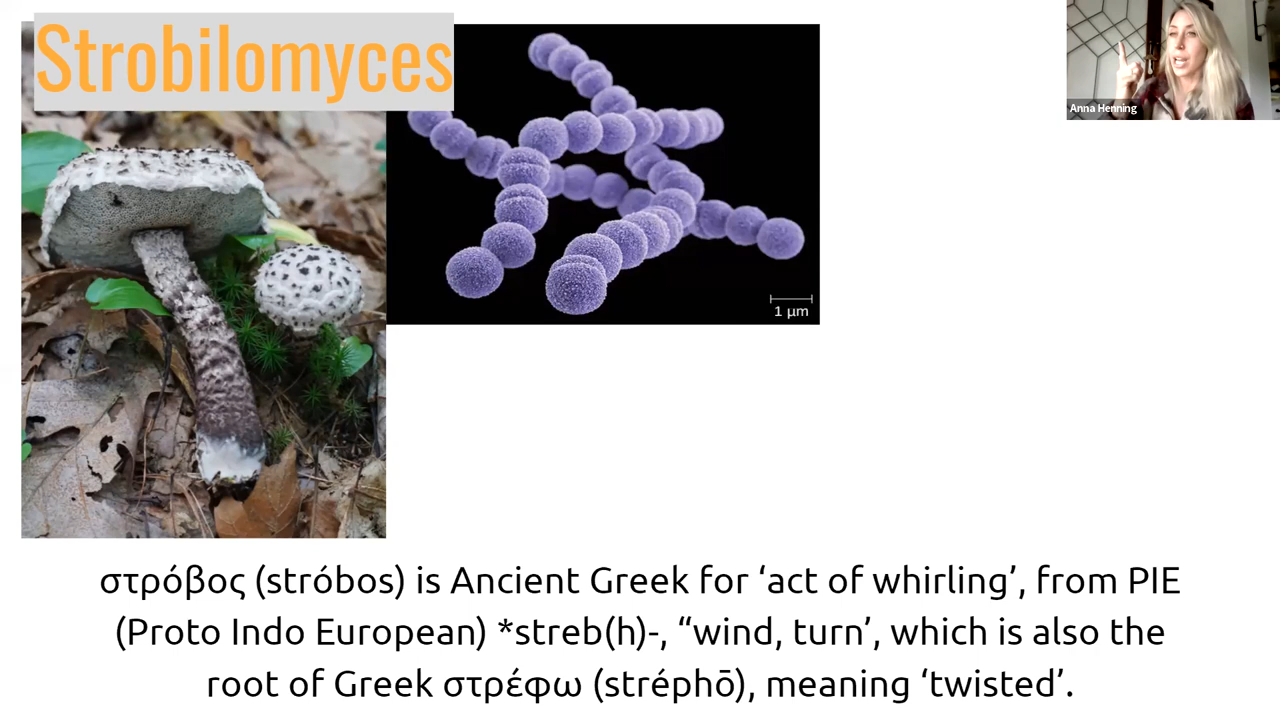 Strobilomyces
Anna Henning
1 µm
στρόβος (stróbos) is Ancient Greek for ‘act of whirling’, from PIE
(Proto Indo European) *streb(h)-, “wind, turn’, which is also the
root of Greek στρέφω (stréphō), meaning ‘twisted’.